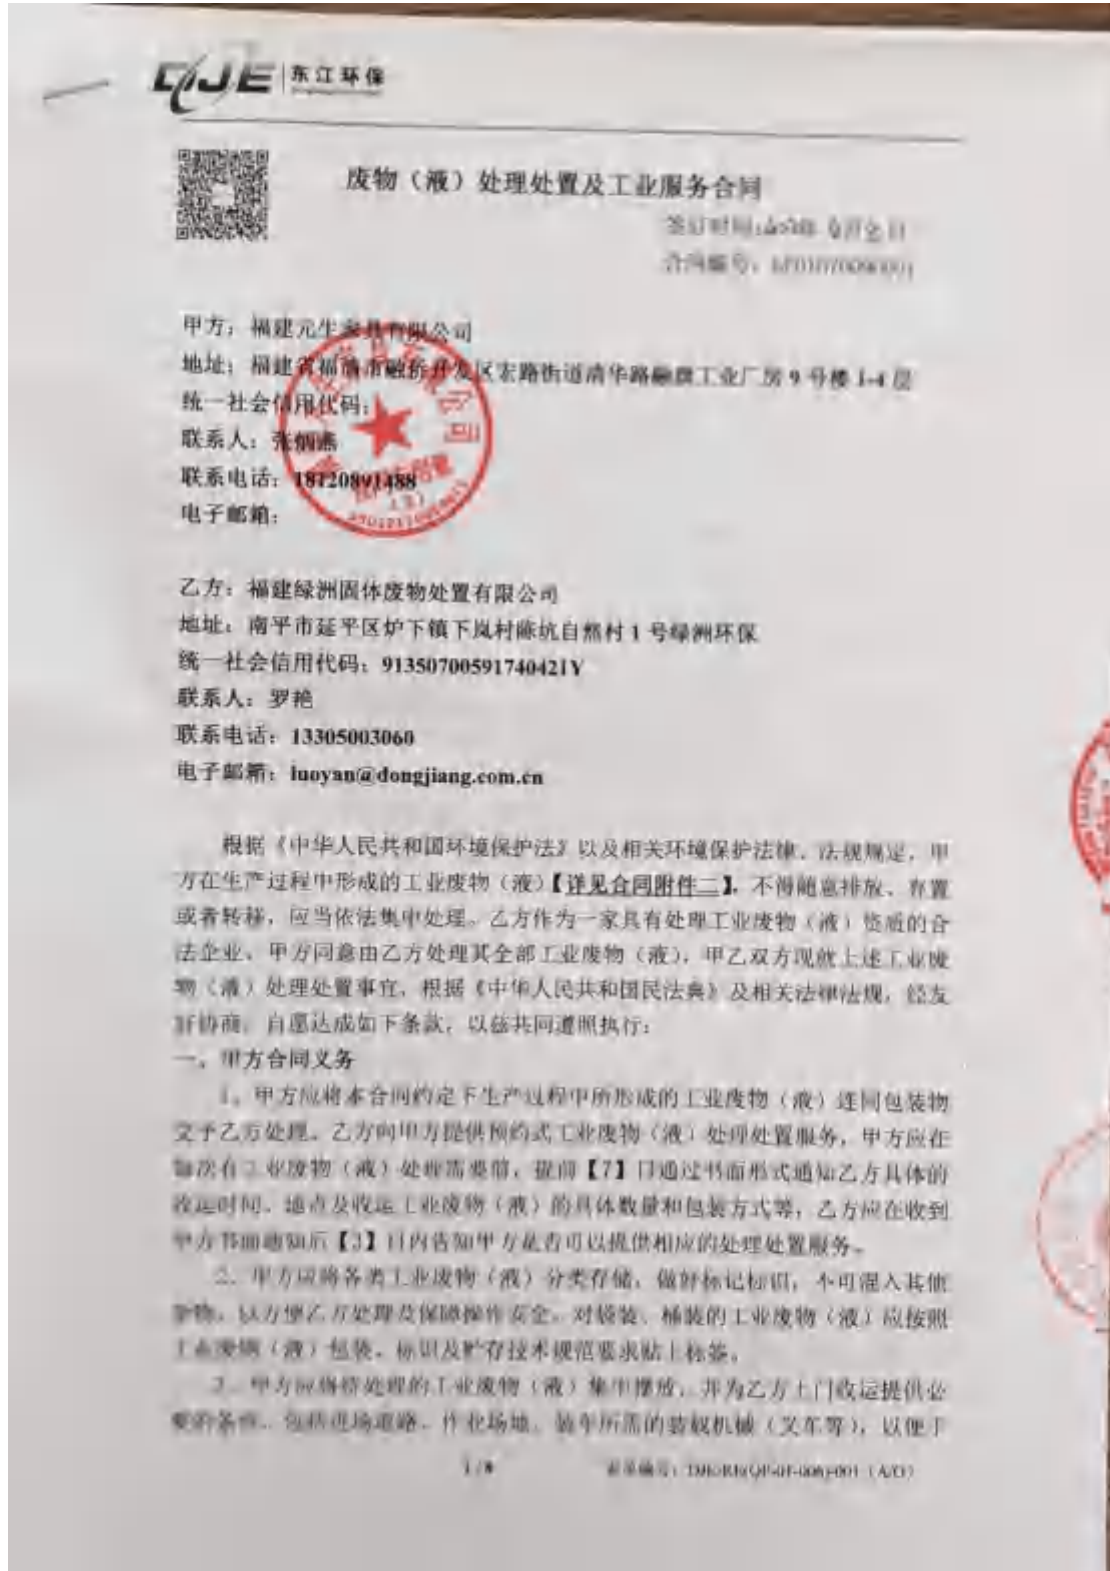 DJE 东江环保
废物（液）处理处置及工业服务合同
签订时间:
合同编号：
甲方：福建元生家具有限公司
地址：福建省福清市融侨开发区宏路街道清华路融旗工业厂房 9 号楼 1-4 层
统一社会信用代码：
联系人：张炳燕
联系电话：18120891488
电子邮箱：
乙方：福建绿洲固体废物处置有限公司
地址：南平市延平区炉下镇下岚村陈坑自然村 1 号绿洲环保
统一社会信用代码：91350700591740421Y
联系人：罗艳
联系电话：13305003060
电子邮箱：luoyan@dongjiang.com.cn
根据《中华人民共和国环境保护法》以及相关环境保护法律、法规规定，甲
方在生产过程中形成的工业废物（液）【详见合同附件二】，不得随意排放、弃置
或者转移，应当依法集中处理。乙方作为一家具有处理工业废物（液）资质的合
法企业，甲方同意由乙方处理其全部工业废物（液），甲乙双方现就上述工业废
物（液）处理处置事宜，根据《中华人民共和国民法典》及相关法律法规，经友
好协商，自愿达成如下条款，以兹共同遵照执行：
一、甲方合同义务
1、甲方应将本合同约定下生产过程中所形成的工业废物（液）连同包装物
交予乙方处理。乙方向甲方提供预约式工业废物（液）处理处置服务，甲方应在
每次有工业废物（液）处理需要前，提前【7】日通过书面形式通知乙方具体的
收运时间、地点及收运工业废物（液）的具体数量和包装方式等，乙方应在收到
甲方书面通知后【3】日内告知甲方是否可以提供相应的处理处置服务。
2、甲方应将各类工业废物（液）分类存储，做好标记标识，不可混入其他
杂物，以方便乙方处理及保障操作安全。对袋装、桶装的工业废物（液）应按照
工业废物（液）包装、标识及贮存技术规范要求贴上标签。
3、甲方应将待处理的工业废物（液）集中摆放，并为乙方上门收运提供必
要的条件，包括进场道路、作业场地、装车所需的装载机械（叉车等），以便于
1 / 8
表单编号：